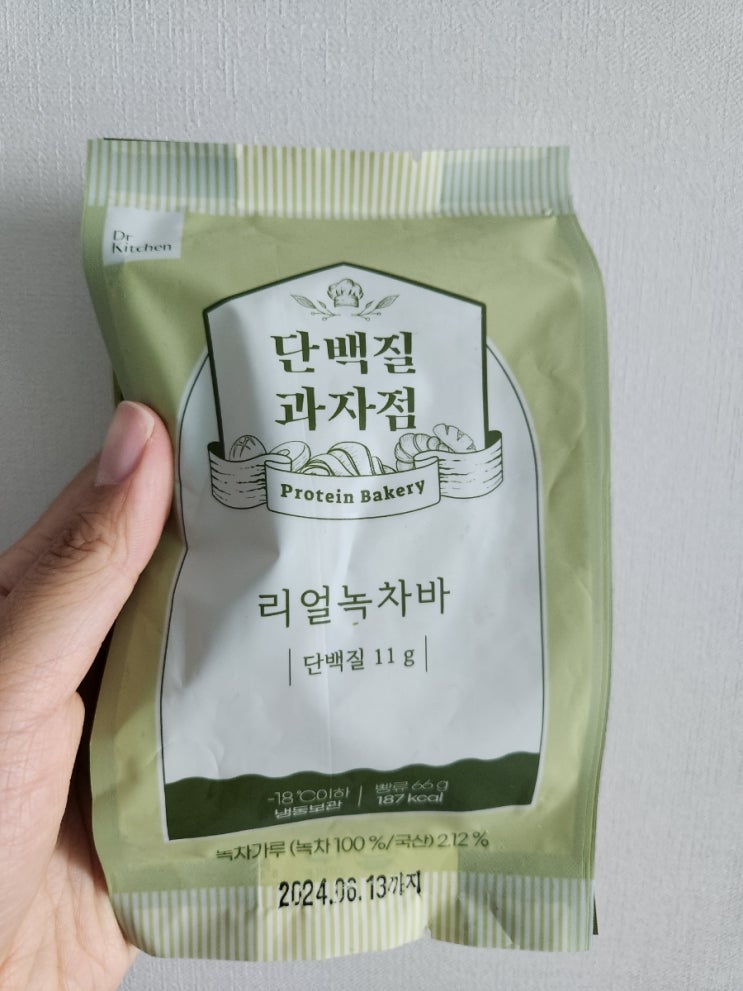 Dr
Kitchen
단백질
과자점
Protein Bakery
리얼녹차바
단백질 11 g
-18 ℃이하
냉동보관
빵류 66 g
187 kcal
녹차가루 (녹차 100 %/국산) 2.12 %
2024.06.13까지